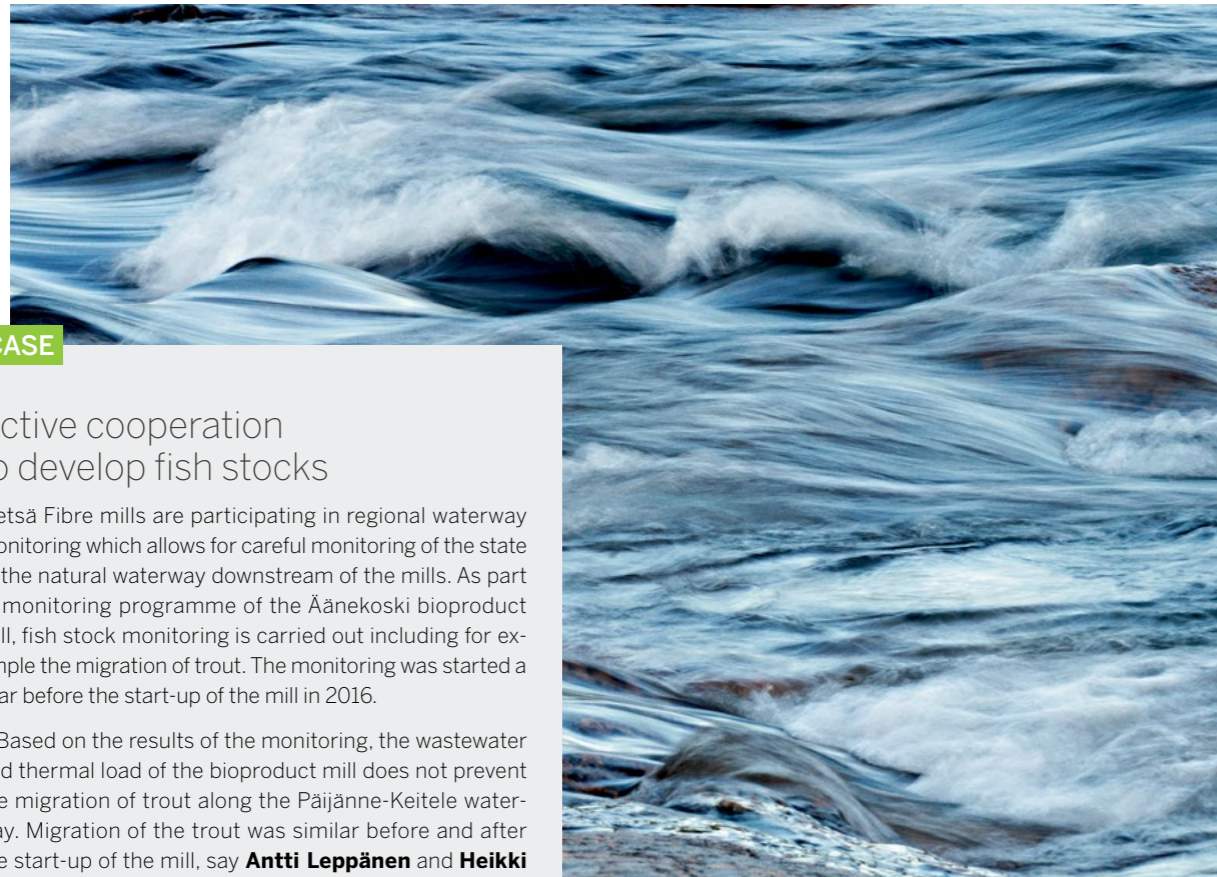 CASE
ctive cooperation
o develop fish stocks
etsä Fibre mills are participating in regional waterway
onitoring which allows for careful monitoring of the state
the natural waterway downstream of the mills. As part
monitoring programme of the Äänekoski bioproduct
ll, fish stock monitoring is carried out including for ex-
mple the migration of trout. The monitoring was started a
ar before the start-up of the mill in 2016.
Based on the results of the monitoring, the wastewater
d thermal load of the bioproduct mill does not prevent
e migration of trout along the Päijänne-Keitele water-
ay. Migration of the trout was similar before and after
e start-up of the mill, say Antti Leppänen and Heikki